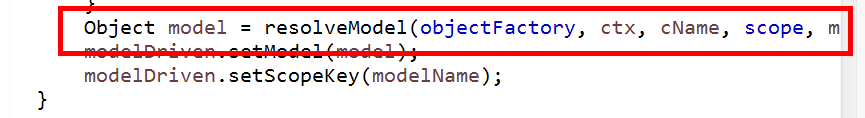 }
Object model = resolveModel(objectFactory, ctx, cName, scope, m
modelDriven.setModel(model);
modelDriven.setScopeKey(modelName);
}